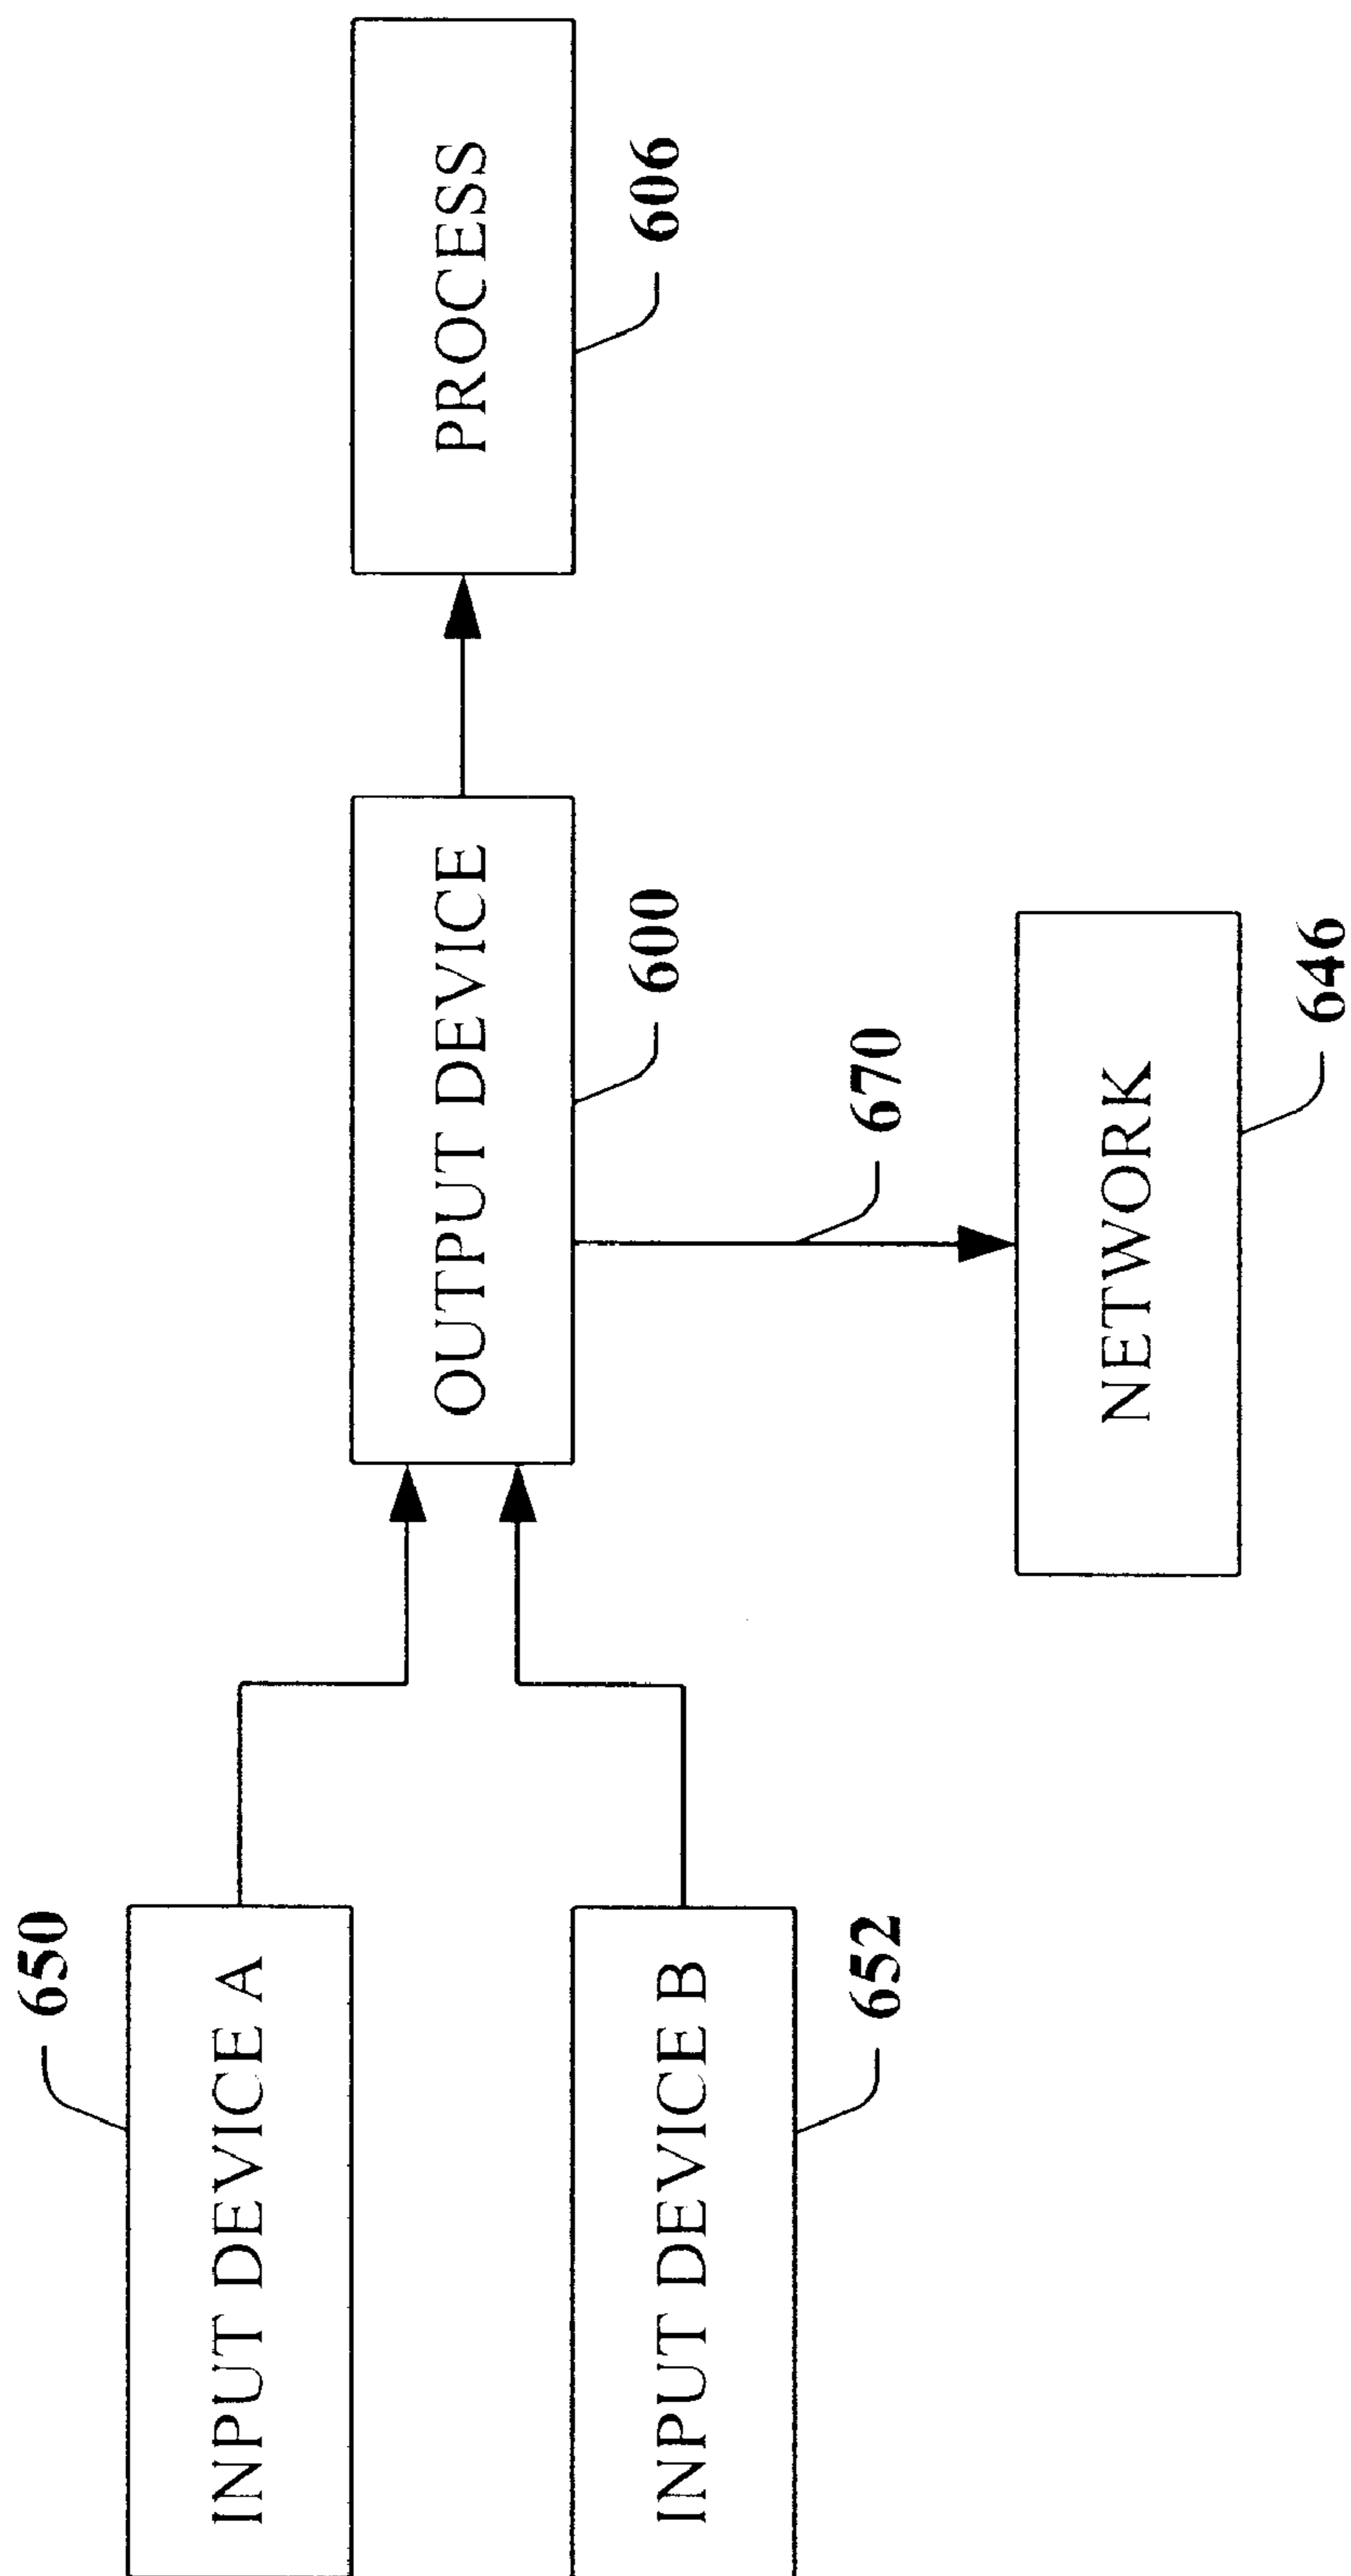 650
INPUT DEVICE A
INPUT DEVICE B
652
OUTPUT DEVICE
600
670
NETWORK
646
PROCESS
606